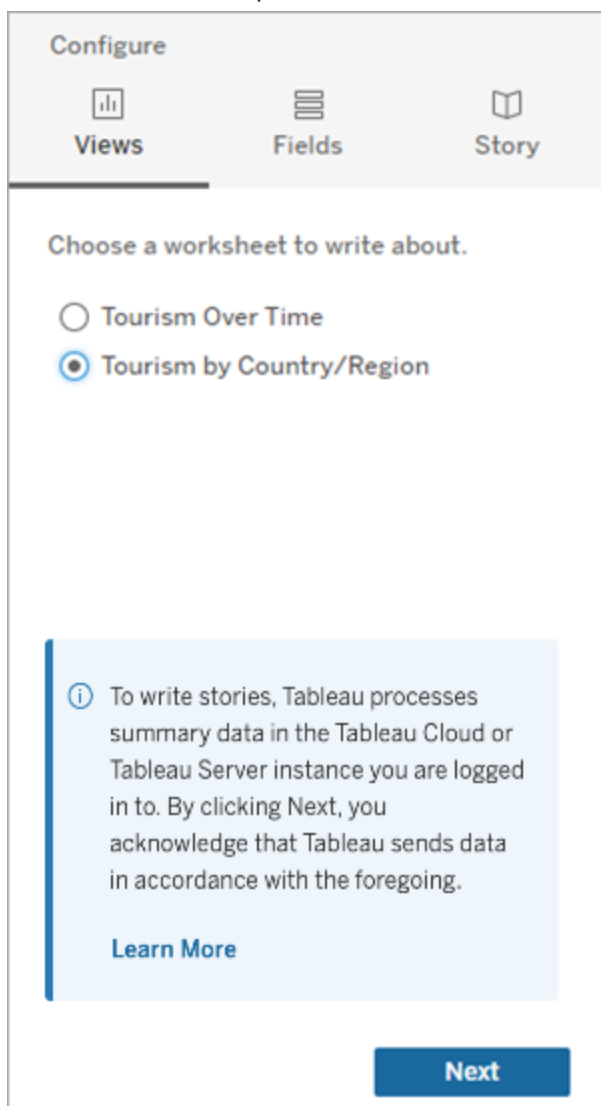 Configure
Views Fields Story
Choose a worksheet to write about.
Tourism Over Time
Tourism by Country/Region
To write stories, Tableau processes
summary data in the Tableau Cloud or
Tableau Server instance you are logged
in to. By clicking Next, you
acknowledge that Tableau sends data
in accordance with the foregoing.
Learn More
Next